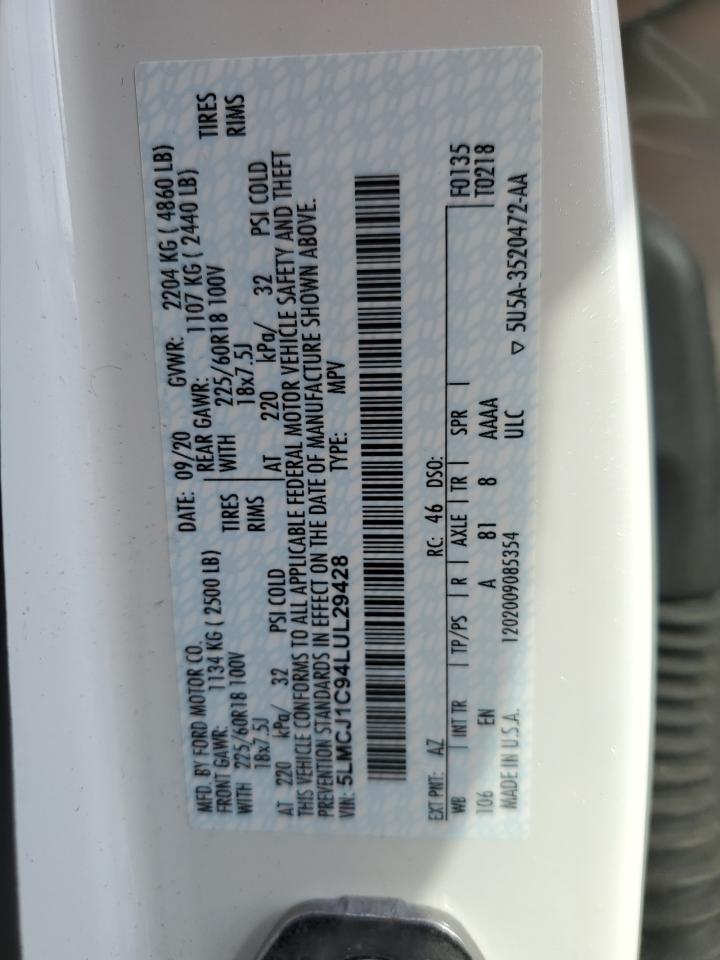 MFD. BY FORD MOTOR CO. DATE: 09/20 GVWR: 2204 KG ( 4860 LB)
FRONT GAWR: 1134 KG ( 2500 LB) REAR GAWR: 1107 KG ( 2440 LB)
WITH 225/60R18 100V TIRES WITH 225/60R18 100V TIRES
18x7.5J RIMS 18x7.5J RIMS
AT 220 kPa/ 32 PSI COLD AT 220 kPa/ 32 PSI COLD
THIS VEHICLE CONFORMS TO ALL APPLICABLE FEDERAL MOTOR VEHICLE SAFETY AND THEFT
PREVENTION STANDARDS IN EFFECT ON THE DATE OF MANUFACTURE SHOWN ABOVE.
VIN: 5LMCJ1C94LUL29428 TYPE: MPV
EXT PNT: AZ RC: 46 DSO: F0135
WB INT TR TP/PS R AXLE TR SPR T0218
106 EN A 81 8 AAAA
MADE IN U.S.A. 1202009085354 ULC ▽ 5U5A-3520472-AA